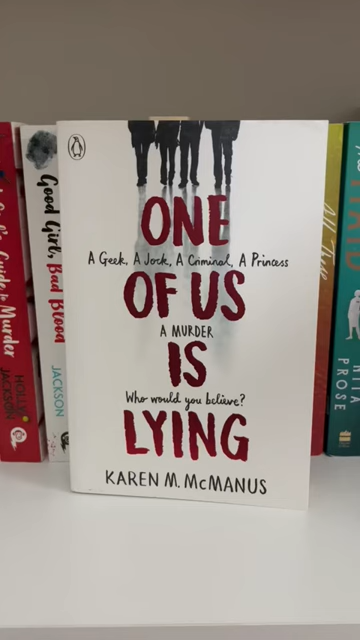 ONE
A Geek, A Jock, A Criminal, A Princess
OF US
A MURDER
IS
Who would you believe?
LYING
KAREN M. McMANUS
Guide to Murder
HOLLY JACKSON
Good Girl, Bad Blood
JACKSON
NITA PROSE